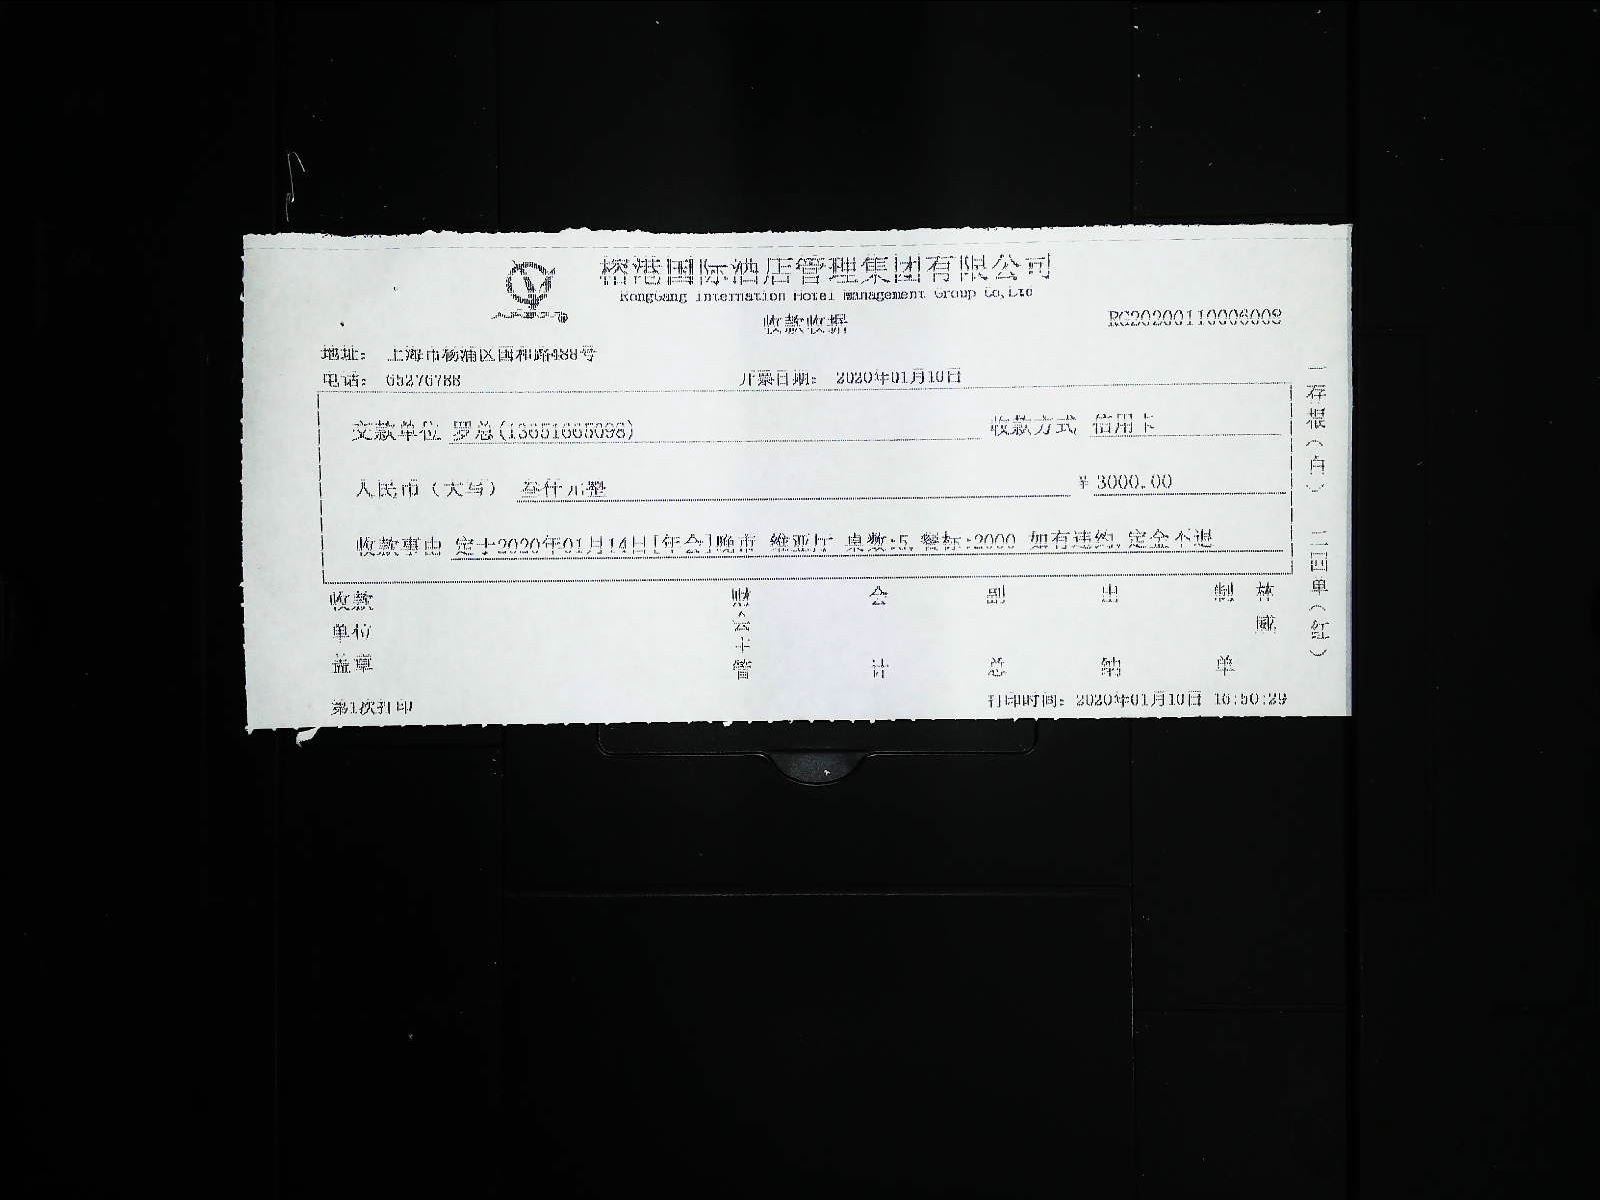 榕港国际酒店管理集团有限公司
RongGang Internation Hotel Management Group Co,Ltd
收款收据
RG20200110006008
地址： 上海市杨浦区国和路488号
电话： 65276788
开票日期： 2020年01月10日
交款单位 罗总(13651665098)
收款方式 信用卡
人民币（大写） 叁仟元整
¥ 3000.00
收款事由 定于2020年01月14日[年会]晚市 维亚厅 桌数:5,餐标:2000 如有违约,定金不退
收款单位盖章
财会主管
会计
副总
出纳
制单
林威
一存根（白） 二回单（红）
第1次打印
打印时间： 2020年01月10日 16:50:29